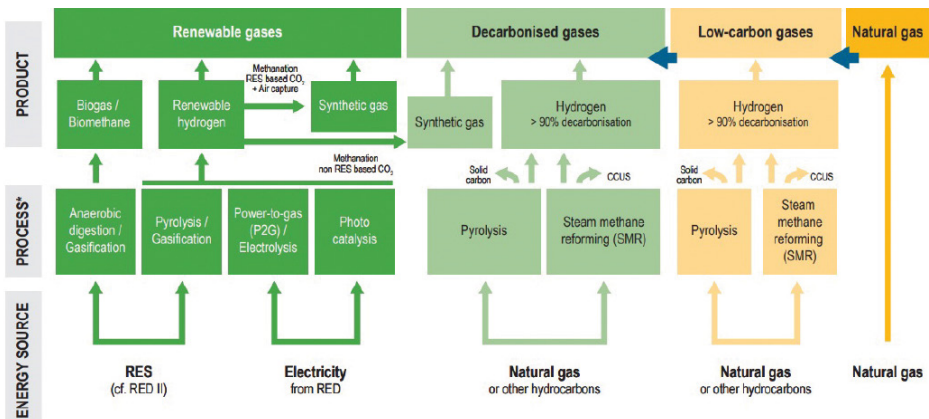 PRODUCT
Renewable gases
Decarbonised gases
Low-carbon gases
Natural gas
Methanation
RES based CO2
+ Air capture
Biogas /
Biomethane
Renewable
hydrogen
Synthetic gas
Synthetic gas
Hydrogen
> 90% decarbonisation
Hydrogen
> 90% decarbonisation
Methanation
non RES based CO2
Solid
carbon
CCUS
Solid
carbon
CCUS
PROCESS*
Anaerobic
digestion /
Gasification
Pyrolysis /
Gasification
Power-to-gas
(P2G) /
Electrolysis
Photo
catalysis
Pyrolysis
Steam methane
reforming (SMR)
Pyrolysis
Steam
methane
reforming
(SMR)
ENERGY SOURCE
RES
(cf. RED II)
Electricity
from RED
Natural gas
or other hydrocarbons
Natural gas
or other hydrocarbons
Natural gas